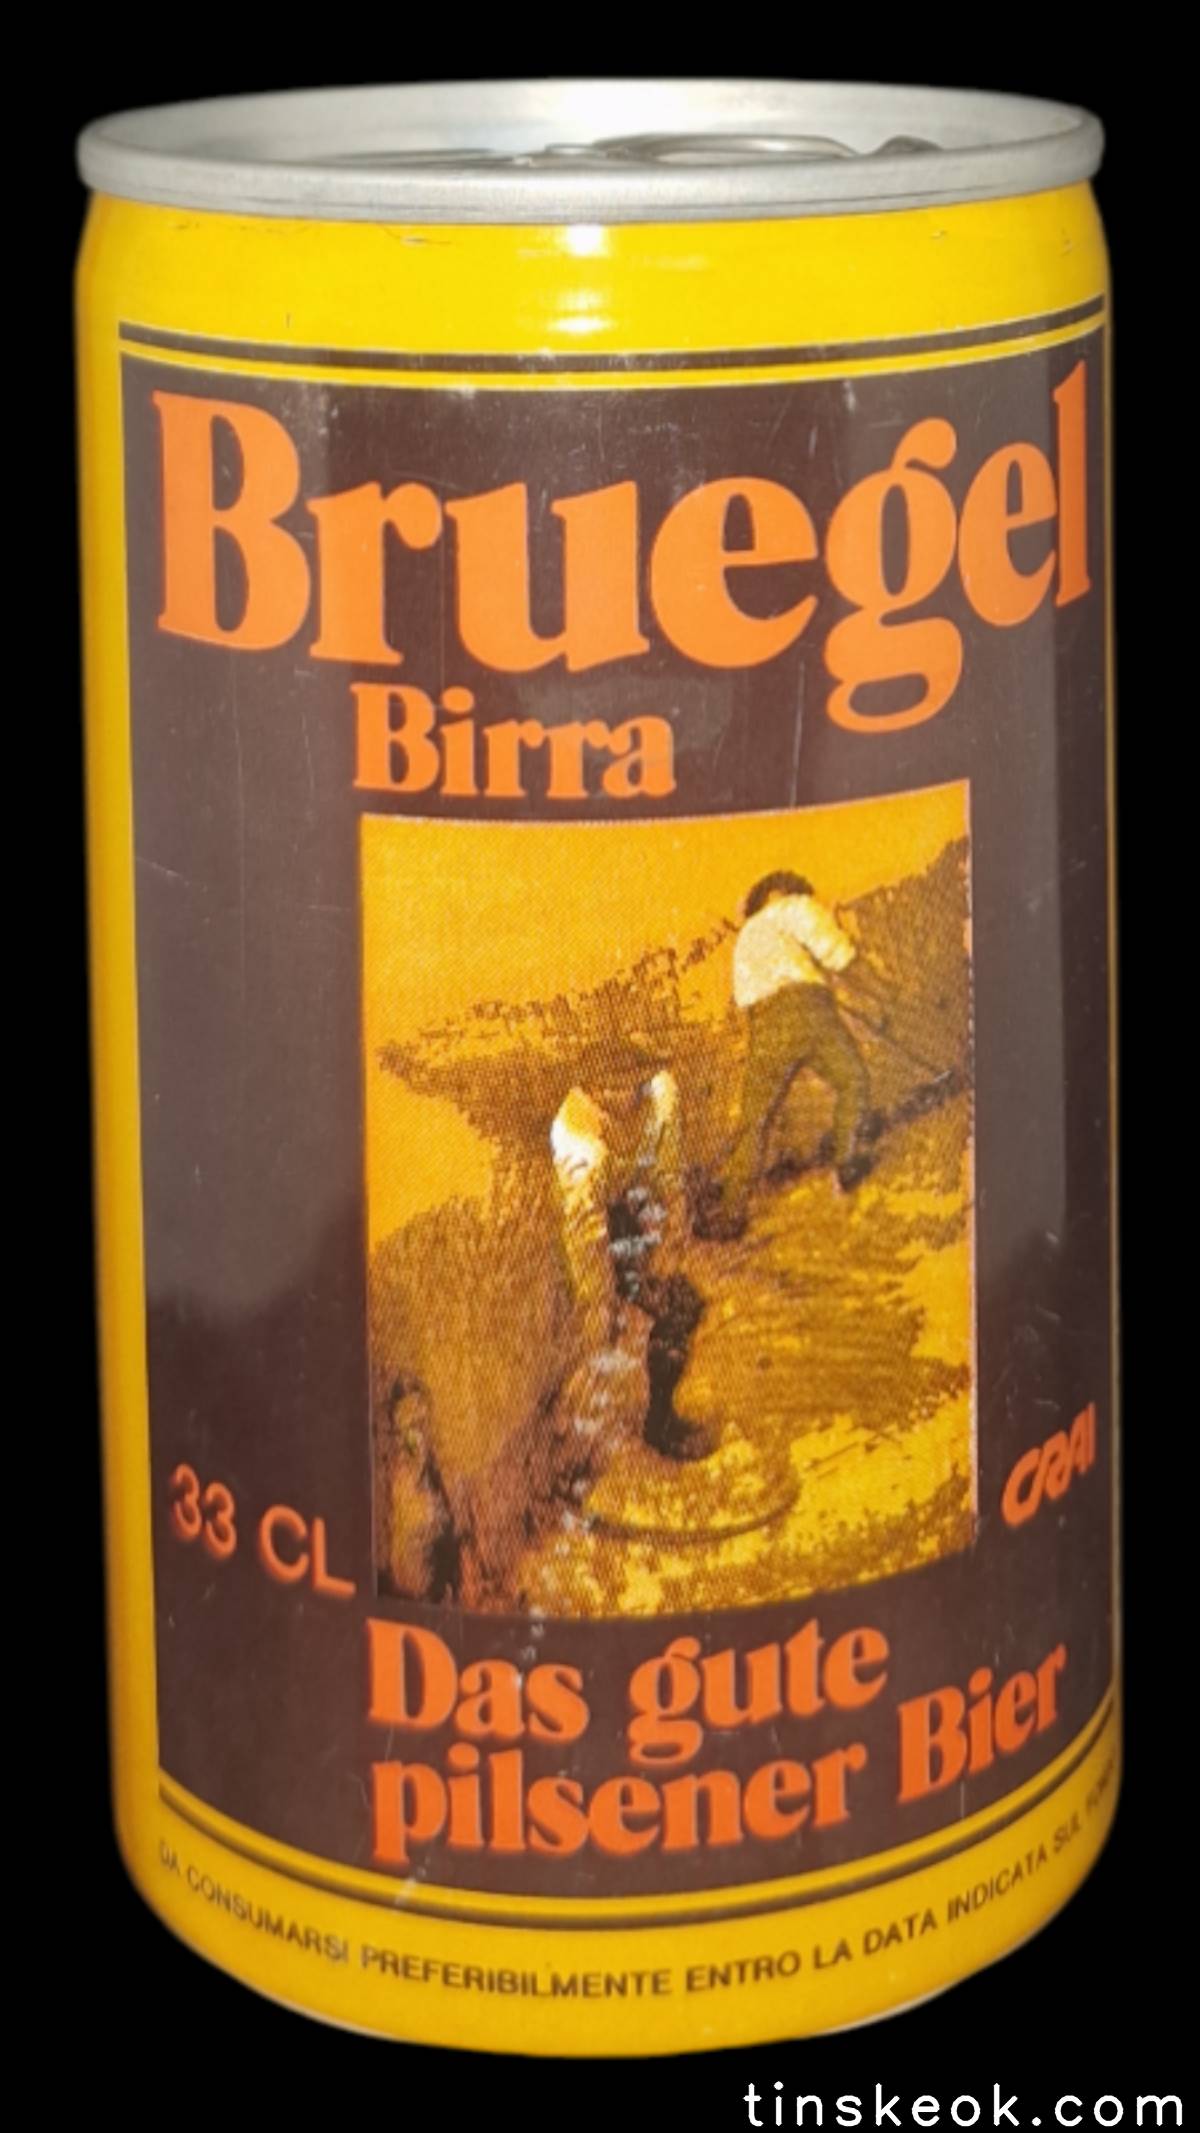 Bruegel
Birra
33 CL
CRAI
Das gute
pilsener Bier
DA CONSUMARSI PREFERIBILMENTE ENTRO LA DATA INDICATA SUL
tinskeok.com